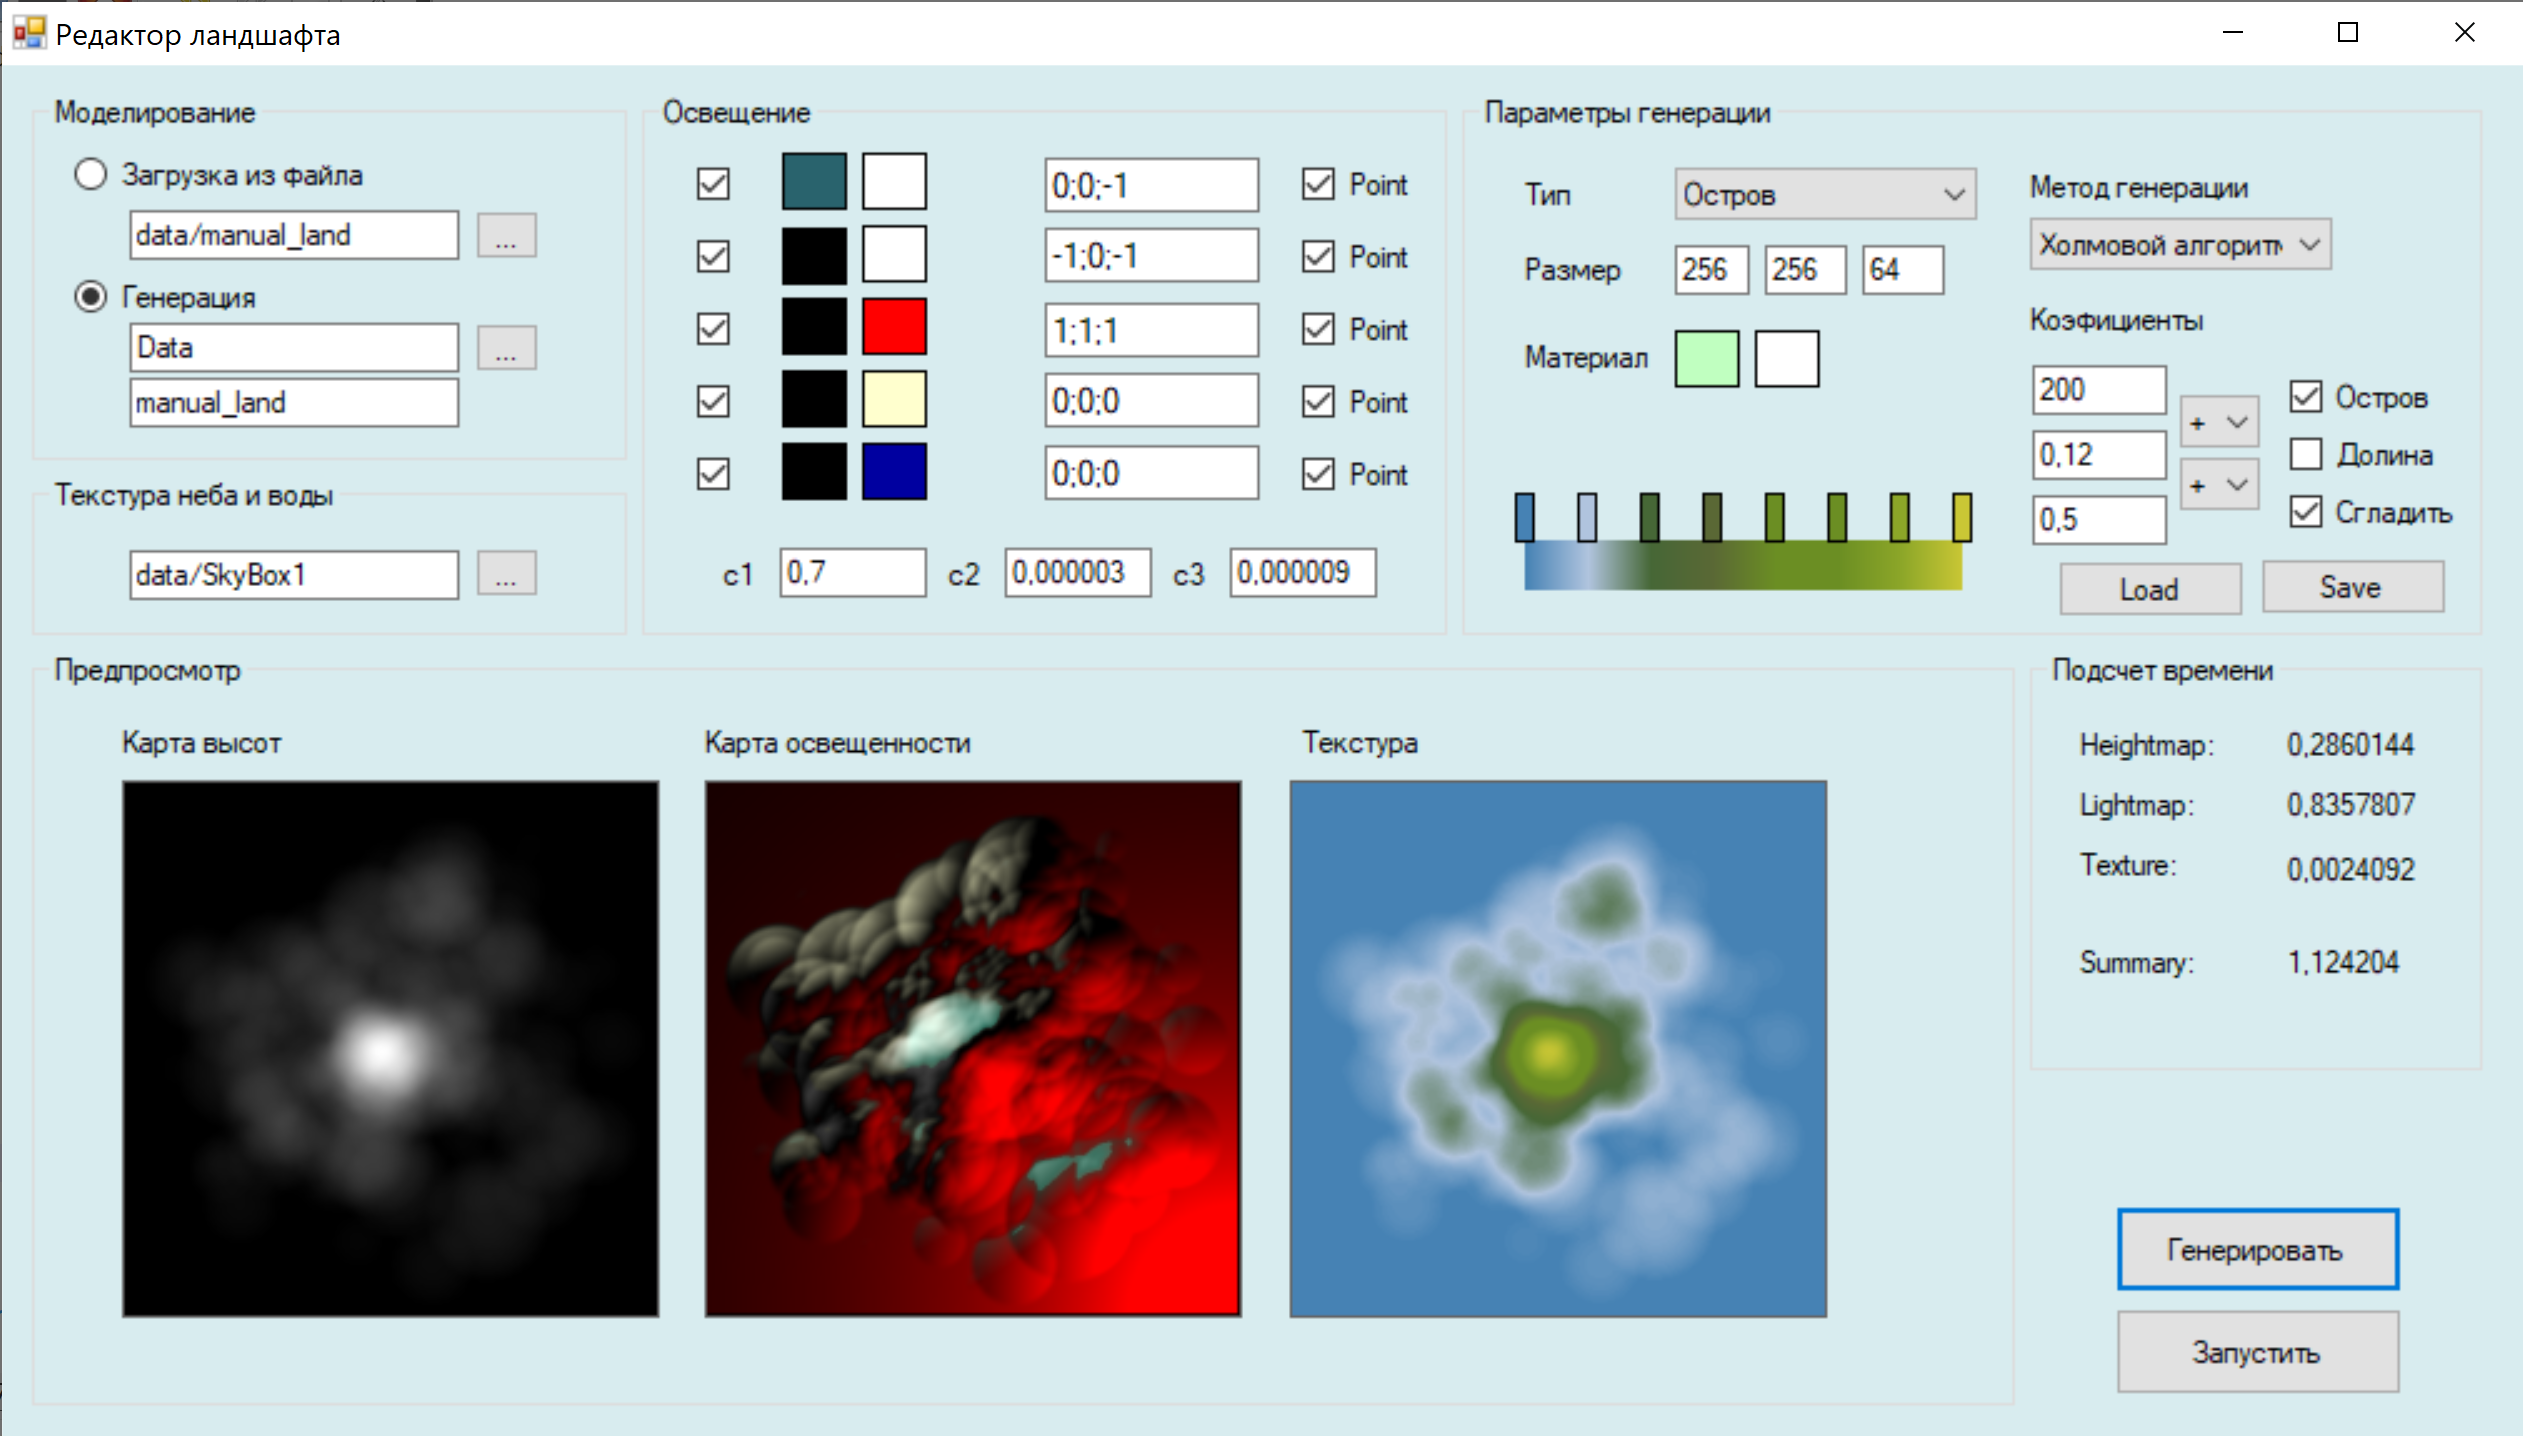 Редактор ландшафта
Моделирование
Загрузка из файла
data/manual_land
...
Генерация
Data
...
manual_land
Текстура неба и воды
data/SkyBox1
...
Освещение
0;0;-1 Point
-1;0;-1 Point
1;1;1 Point
0;0;0 Point
0;0;0 Point
c1 0,7 c2 0,000003 c3 0,000009
Параметры генерации
Тип Остров
Размер 256 256 64
Материал
Метод генерации
Холмовой алгоритм
Коэфициенты
200
0,12
0,5
+
+
Остров
Долина
Сгладить
Load Save
Предпросмотр
Карта высот
Карта освещенности
Текстура
Подсчет времени
Heightmap: 0,2860144
Lightmap: 0,8357807
Texture: 0,0024092
Summary: 1,124204
Генерировать
Запустить